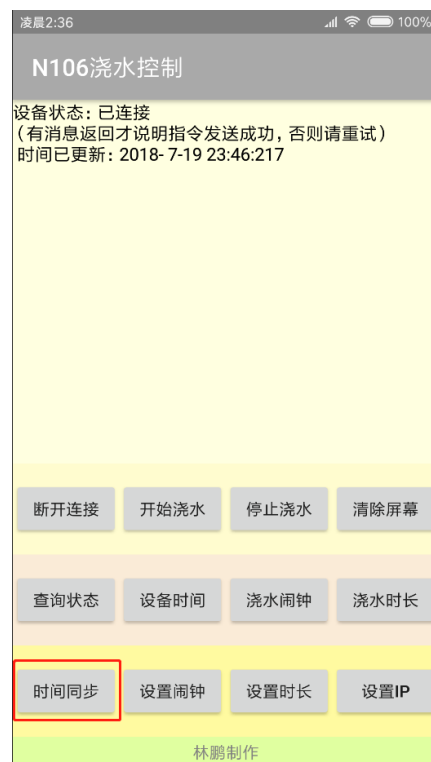 凌晨2:36 100%
N106浇水控制
设备状态: 已连接
(有消息返回才说明指令发送成功, 否则请重试)
时间已更新: 2018- 7-19 23:46:217
断开连接 开始浇水 停止浇水 清除屏幕
查询状态 设备时间 浇水闹钟 浇水时长
时间同步 设置闹钟 设置时长 设置IP
林鹏制作